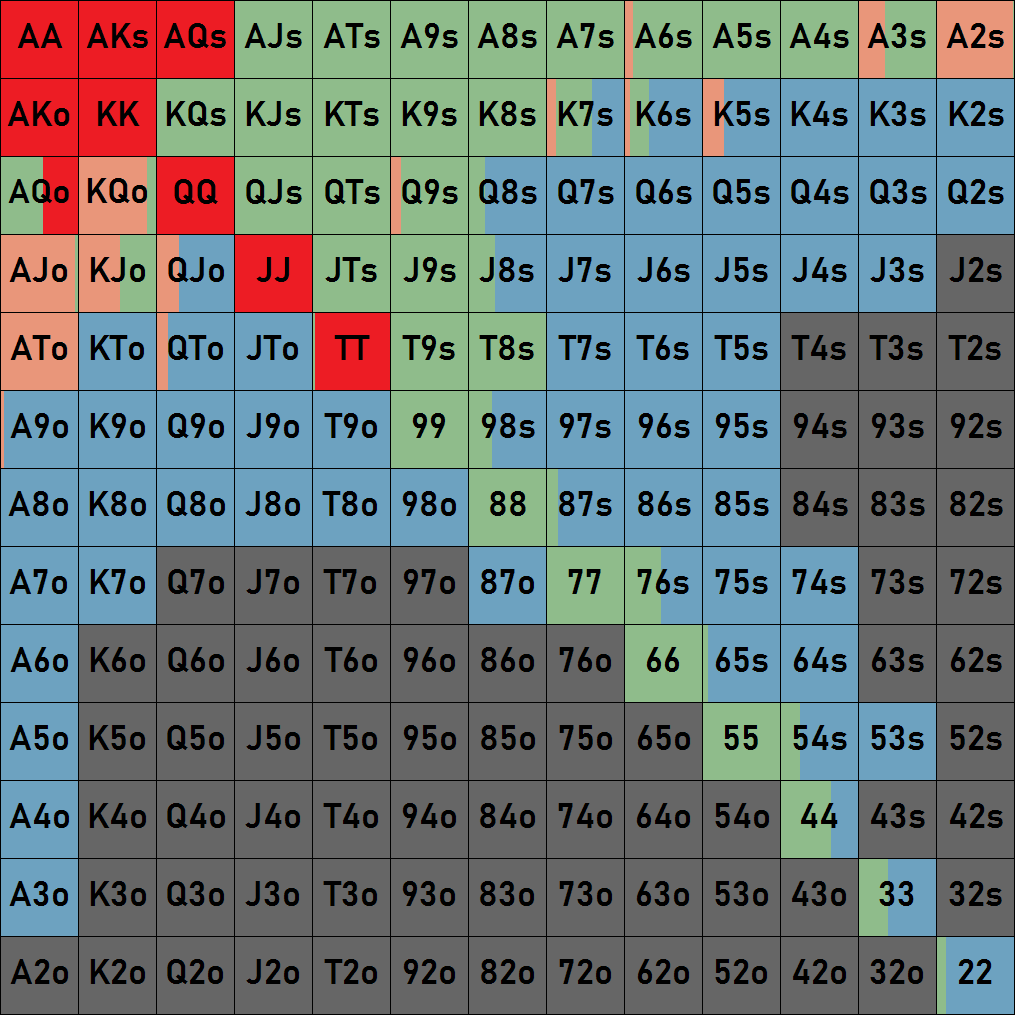 AA AKs AQs AJs ATs A9s A8s A7s A6s A5s A4s A3s A2s
AKo KK KQs KJs KTs K9s K8s K7s K6s K5s K4s K3s K2s
AQo KQo QQ QJs QTs Q9s Q8s Q7s Q6s Q5s Q4s Q3s Q2s
AJo KJo QJo JJ JTs J9s J8s J7s J6s J5s J4s J3s J2s
ATo KTo QTo JTo TT T9s T8s T7s T6s T5s T4s T3s T2s
A9o K9o Q9o J9o T9o 99 98s 97s 96s 95s 94s 93s 92s
A8o K8o Q8o J8o T8o 98o 88 87s 86s 85s 84s 83s 82s
A7o K7o Q7o J7o T7o 97o 87o 77 76s 75s 74s 73s 72s
A6o K6o Q6o J6o T6o 96o 86o 76o 66 65s 64s 63s 62s
A5o K5o Q5o J5o T5o 95o 85o 75o 65o 55 54s 53s 52s
A4o K4o Q4o J4o T4o 94o 84o 74o 64o 54o 44 43s 42s
A3o K3o Q3o J3o T3o 93o 83o 73o 63o 53o 43o 33 32s
A2o K2o Q2o J2o T2o 92o 82o 72o 62o 52o 42o 32o 22